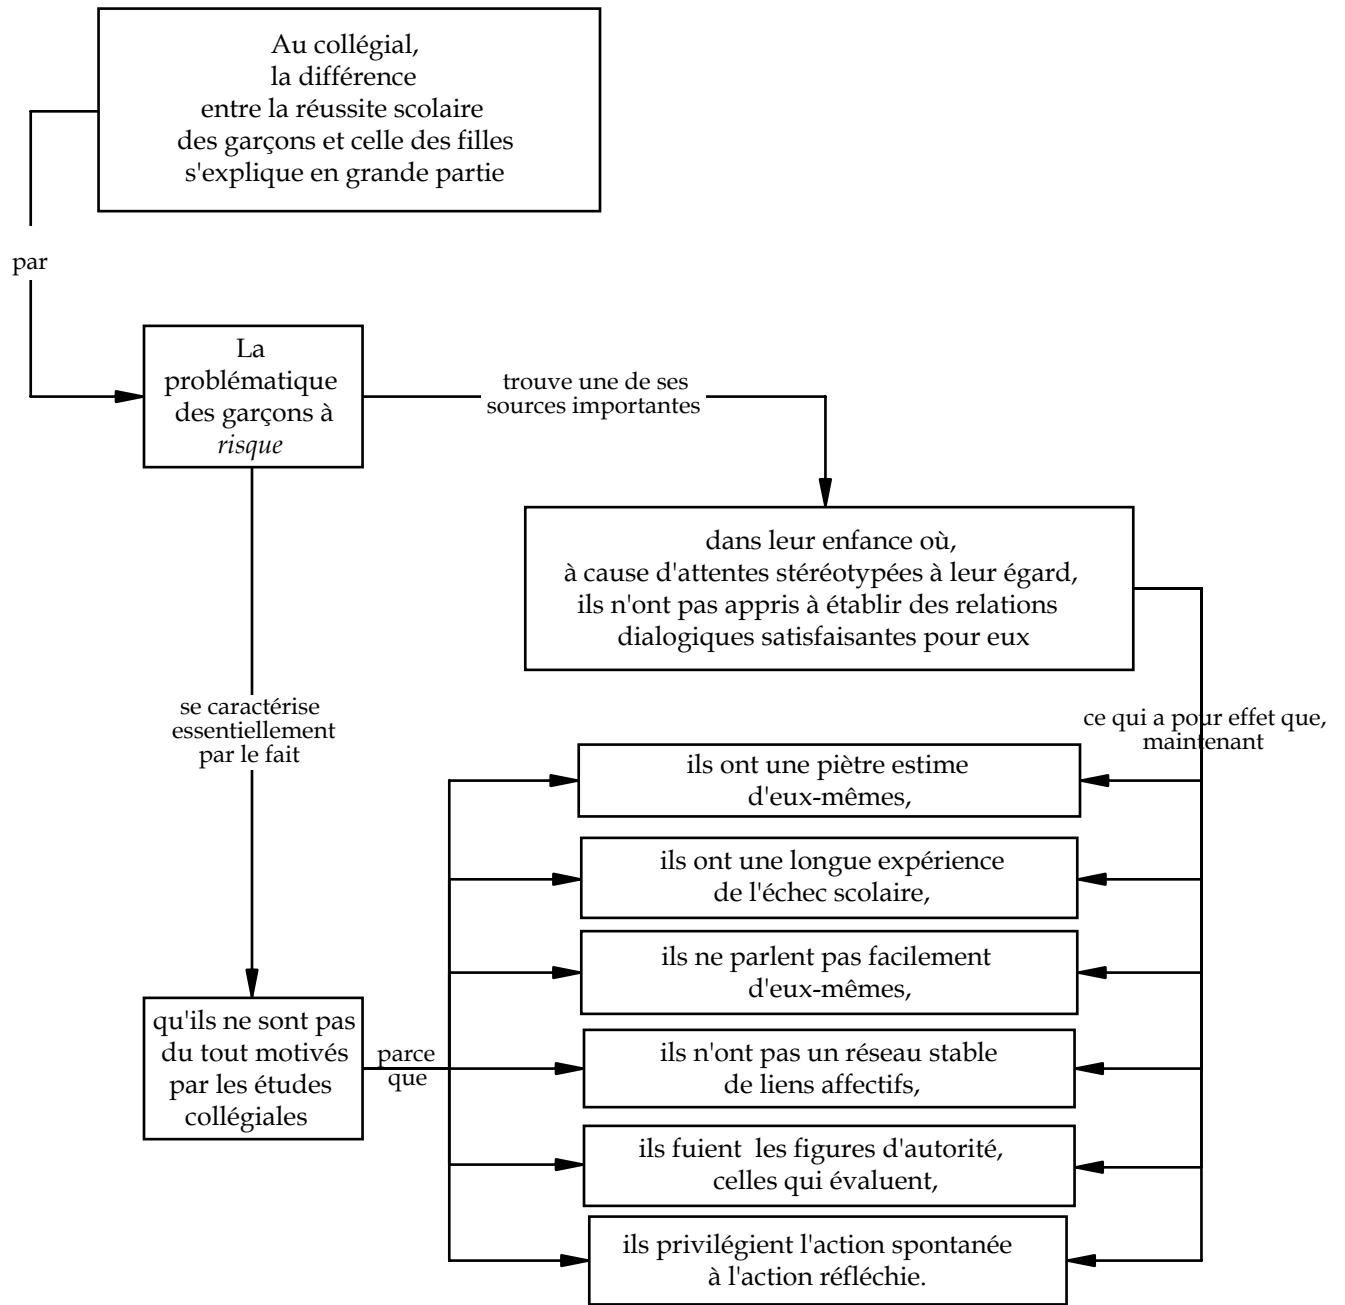 Au collégial,
la différence
entre la réussite scolaire
des garçons et celle des filles
s'explique en grande partie
par
La
problématique
des garçons à
risque
trouve une de ses
sources importantes
dans leur enfance où,
à cause d'attentes stéréotypées à leur égard,
ils n'ont pas appris à établir des relations
dialogiques satisfaisantes pour eux
se caractérise
essentiellement
par le fait
ce qui a pour effet que,
maintenant
qu'ils ne sont pas
du tout motivés
par les études
collégiales
parce
que
ils ont une piètre estime
d'eux-mêmes,
ils ont une longue expérience
de l'échec scolaire,
ils ne parlent pas facilement
d'eux-mêmes,
ils n'ont pas un réseau stable
de liens affectifs,
ils fuient les figures d'autorité,
celles qui évaluent,
ils privilégient l'action spontanée
à l'action réfléchie.